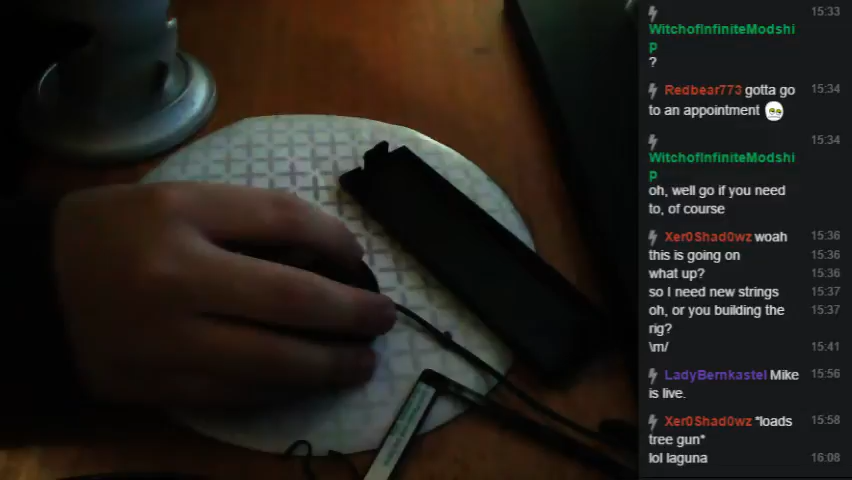 15:33
WitchofInfiniteModshi
p
?
Redbear773 gotta go 15:34
to an appointment
15:34
WitchofInfiniteModshi
p
oh, well go if you need
to, of course
Xer0Shad0wz woah 15:36
this is going on 15:36
what up? 15:36
so I need new strings 15:37
oh, or you building the 15:37
rig?
\m/ 15:41
LadyBernkastel Mike 15:56
is live.
Xer0Shad0wz *loads 15:58
tree gun*
lol laguna 16:08